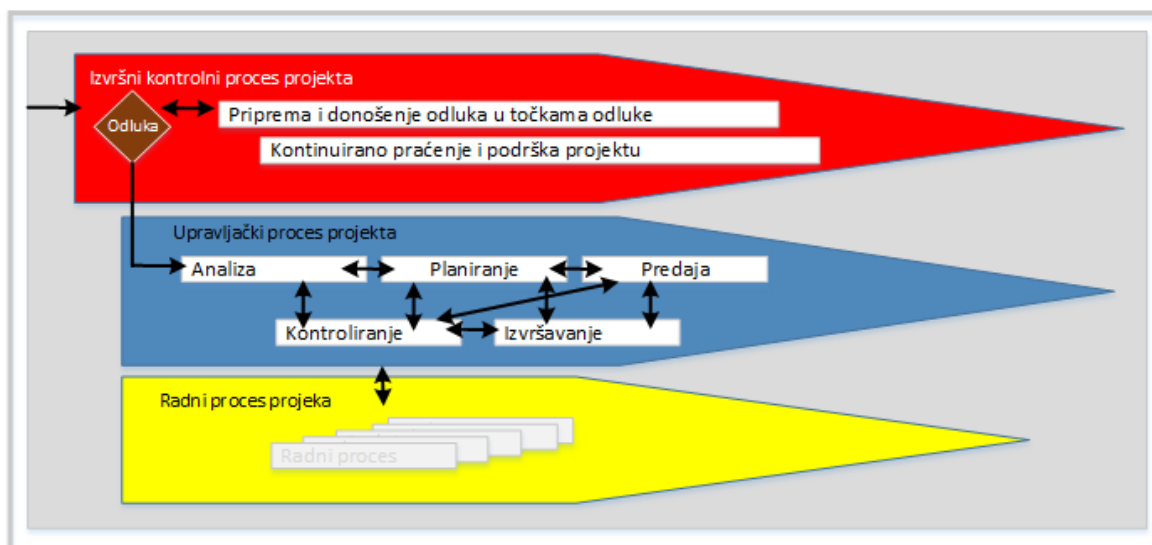 Izvršni kontrolni proces projekta
Odluka
Priprema i donošenje odluka u točkama odluke
Kontinuirano praćenje i podrška projektu
Upravljački proces projekta
Analiza
Planiranje
Predaja
Kontroliranje
Izvršavanje
Radni proces projeka
Radni proces